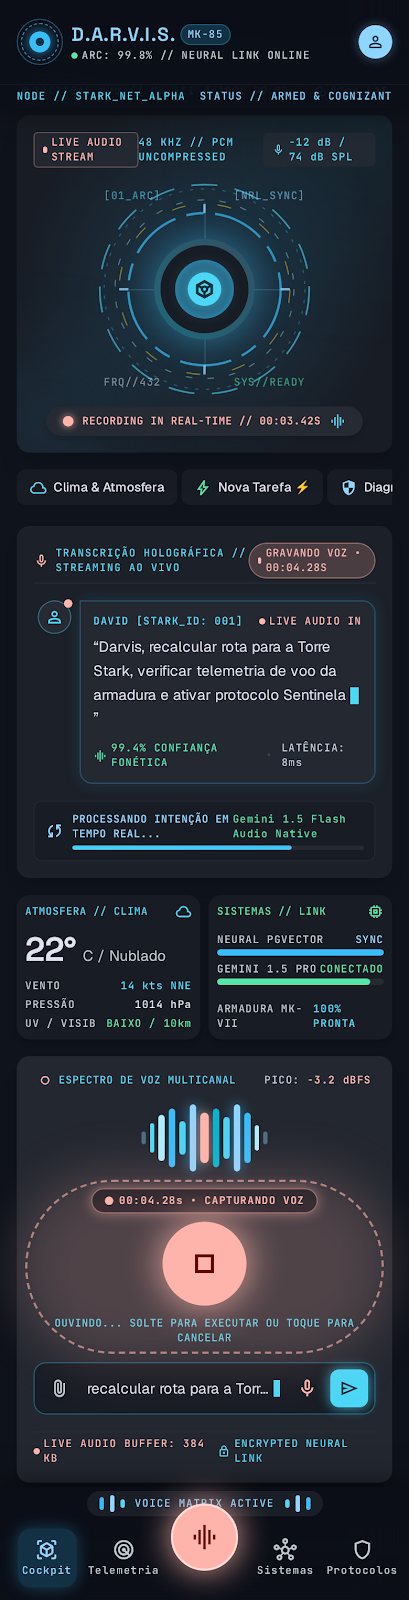 D.A.R.V.I.S. MK-85
ARC: 99.8% // NEURAL LINK ONLINE
NODE // STARK_NET_ALPHA STATUS // ARMED & COGNIZANT
LIVE AUDIO
STREAM
48 KHZ // PCM
UNCOMPRESSED
-12 dB /
74 dB SPL
[01_ARC] [NRL_SYNC]
FRQ//432 SYS//READY
RECORDING IN REAL-TIME // 00:03.42S
Clima & Atmosfera Nova Tarefa ⚡ Diagr
TRANSCRIÇÃO HOLOGRÁFICA //
STREAMING AO VIVO
GRAVANDO VOZ •
00:04.28S
DAVID [STARK_ID: 001] LIVE AUDIO IN
“Darvis, recalcular rota para a Torre
Stark, verificar telemetria de voo da
armadura e ativar protocolo Sentinela
”
99.4% CONFIANÇA
FONÉTICA
•
LATÊNCIA:
8ms
PROCESSANDO INTENÇÃO EM
TEMPO REAL...
Gemini 1.5 Flash
Audio Native
ATMOSFERA // CLIMA
22° C / Nublado
VENTO 14 kts NNE
PRESSÃO 1014 hPa
UV / VISIB BAIXO / 10km
SISTEMAS // LINK
NEURAL PGVECTOR SYNC
GEMINI 1.5 PRO CONECTADO
ARMADURA MK-
VII
100%
PRONTA
ESPECTRO DE VOZ MULTICANAL PICO: -3.2 dBFS
00:04.28s • CAPTURANDO VOZ
OUVINDO... SOLTE PARA EXECUTAR OU TOQUE PARA
CANCELAR
recalcular rota para a Torr...
LIVE AUDIO BUFFER: 384
KB
ENCRYPTED NEURAL
LINK
VOICE MATRIX ACTIVE
Cockpit Telemetria Sistemas Protocolos